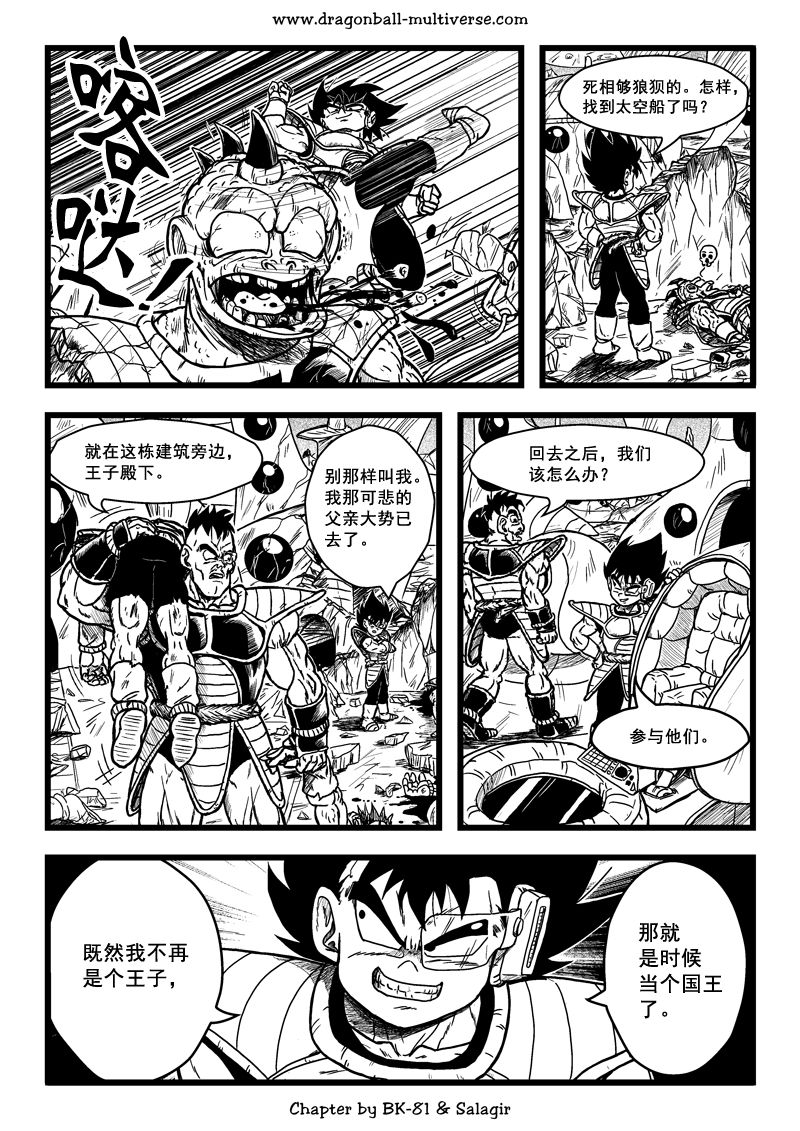 www.dragonball-multiverse.com
死相够狼狈的。怎样，
找到太空船了吗？
就在这栋建筑旁边，
王子殿下。
别那样叫我。
我那可悲的
父亲大势已
去了。
回去之后，我们
该怎么办？
参与他们。
既然我不再
是个王子，
那就
是时候
当个国王
了。
Chapter by BK-81 & Salagir